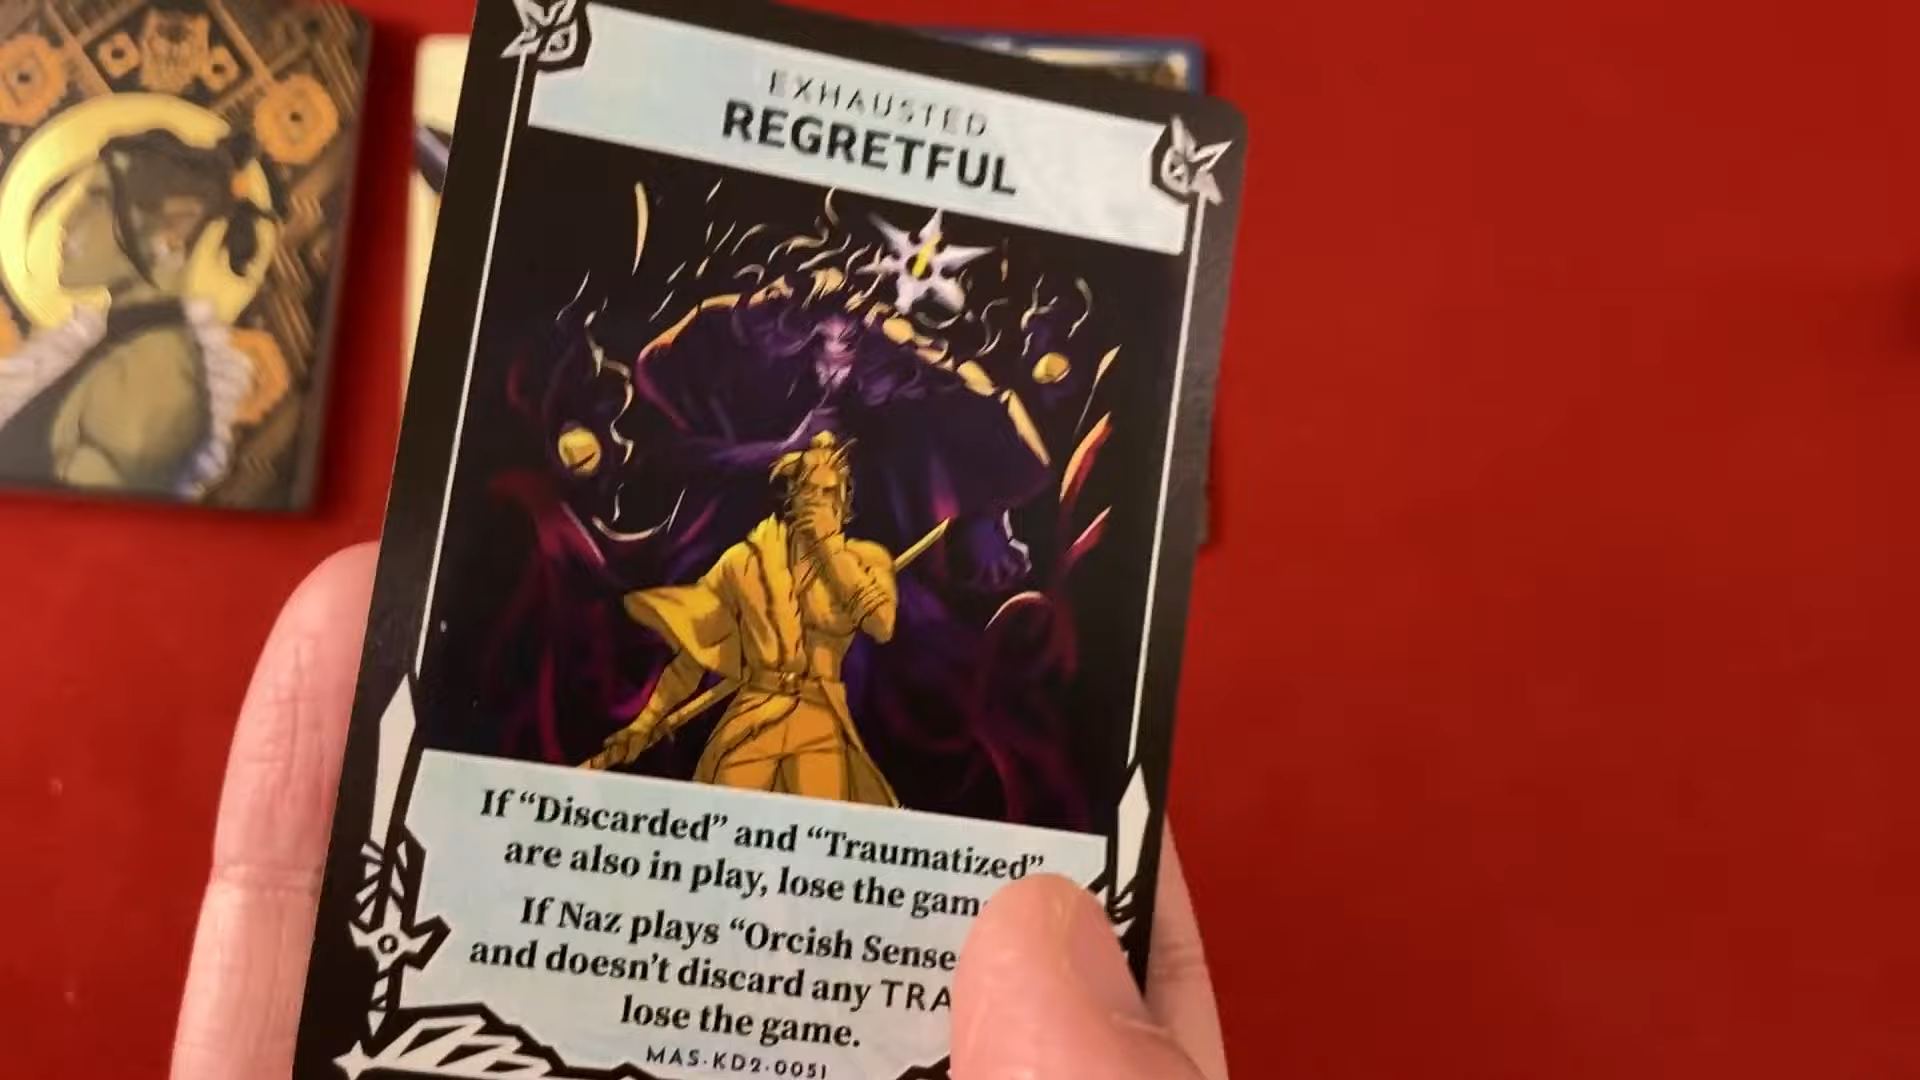 EXHAUSTED
REGRETFUL
If “Discarded” and “Traumatized”
are also in play, lose the
If Naz plays “Orcish Sense
and doesn’t discard any
lose the game.
MAS·KD2·0051